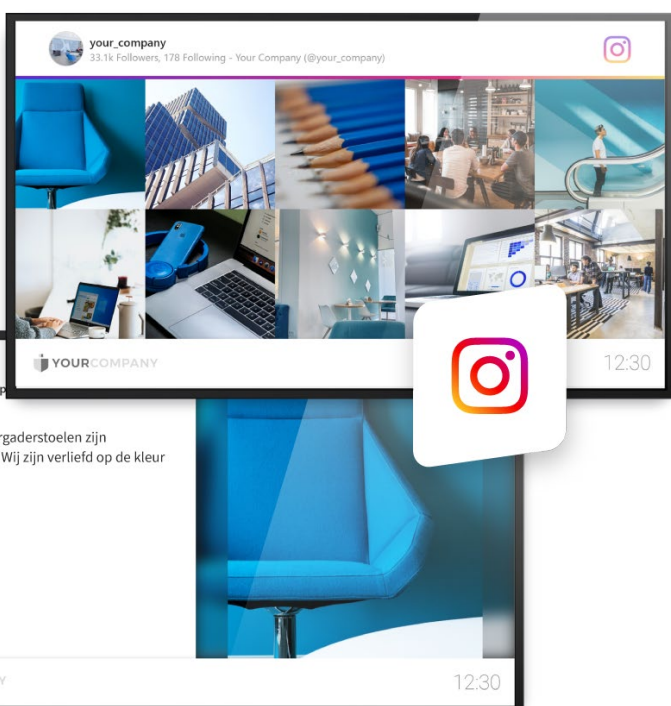 your_company
33.1k Followers, 178 Following - Your Company (@your_company)
YOURCOMPANY
12:30
rgaderstoelen zijn
Wij zijn verliefd op de kleur
Y
12:30